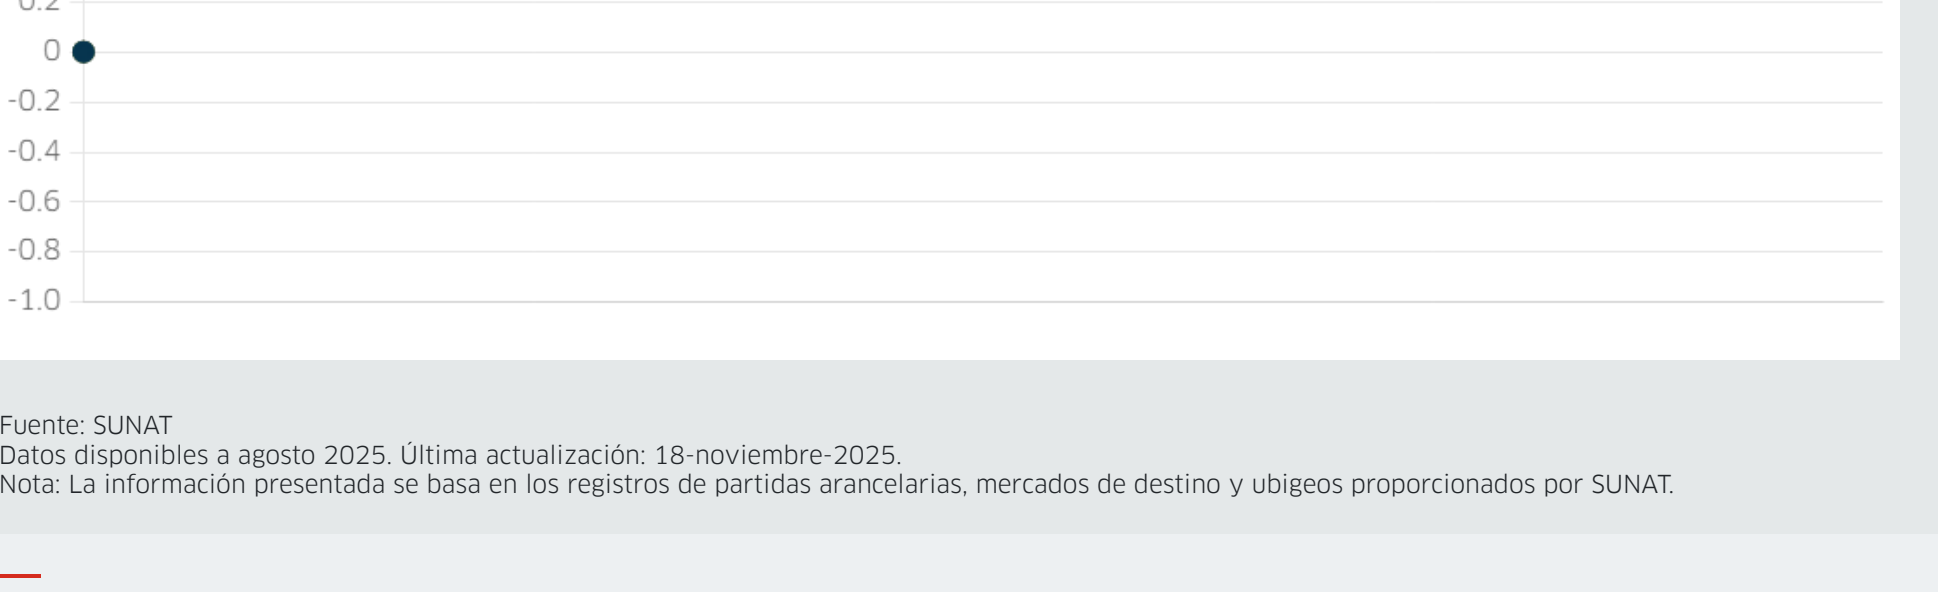 0.2
0
-0.2
-0.4
-0.6
-0.8
-1.0
Fuente: SUNAT
Datos disponibles a agosto 2025. Última actualización: 18-noviembre-2025.
Nota: La información presentada se basa en los registros de partidas arancelarias, mercados de destino y ubigeos proporcionados por SUNAT.